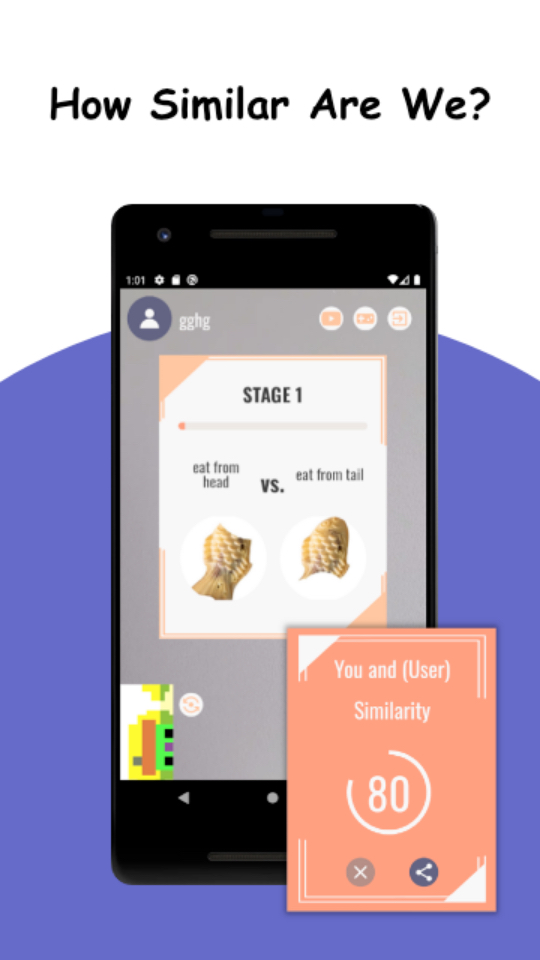 How Similar Are We?
1:01
gghg
STAGE 1
eat from
head
vs.
eat from tail
You and (User)
Similarity
80